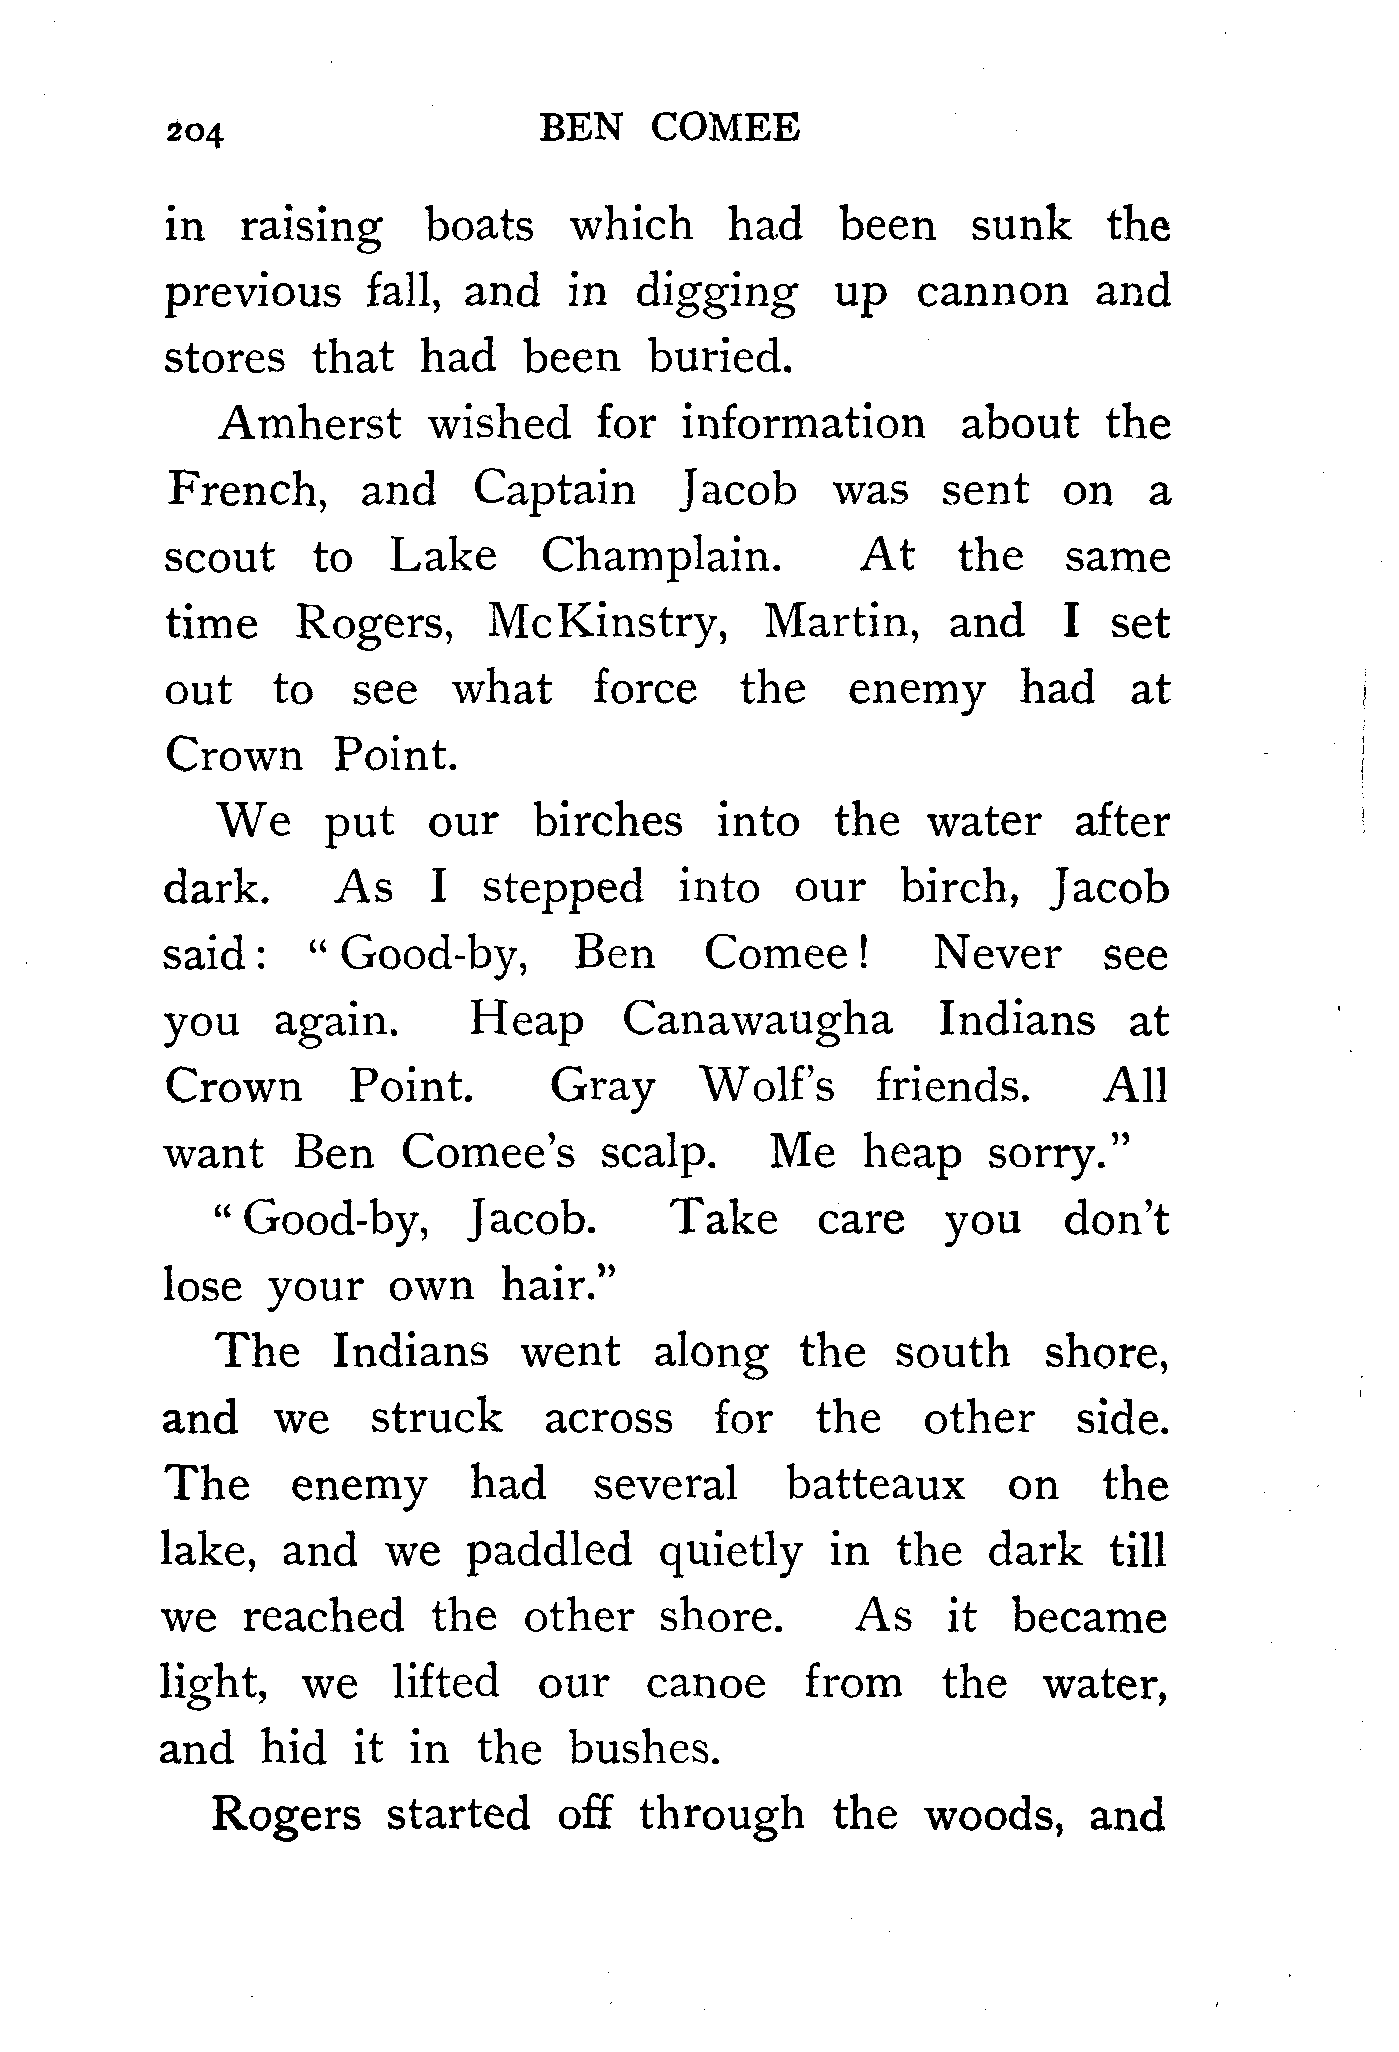 204 BEN COMEE
in raising boats which had been sunk the
previous fall, and in digging up cannon and
stores that had been buried.
Amherst wished for information about the
French, and Captain Jacob was sent on a
scout to Lake Champlain. At the same
time Rogers, McKinstry, Martin, and I set
out to see what force the enemy had at
Crown Point.
We put our birches into the water after
dark. As I stepped into our birch, Jacob
said: “Good-by, Ben Comee! Never see
you again. Heap Canawaugha Indians at
Crown Point. Gray Wolf’s friends. All
want Ben Comee’s scalp. Me heap sorry.”
“Good-by, Jacob. Take care you don’t
lose your own hair.”
The Indians went along the south shore,
and we struck across for the other side.
The enemy had several batteaux on the
lake, and we paddled quietly in the dark till
we reached the other shore. As it became
light, we lifted our canoe from the water,
and hid it in the bushes.
Rogers started off through the woods, and